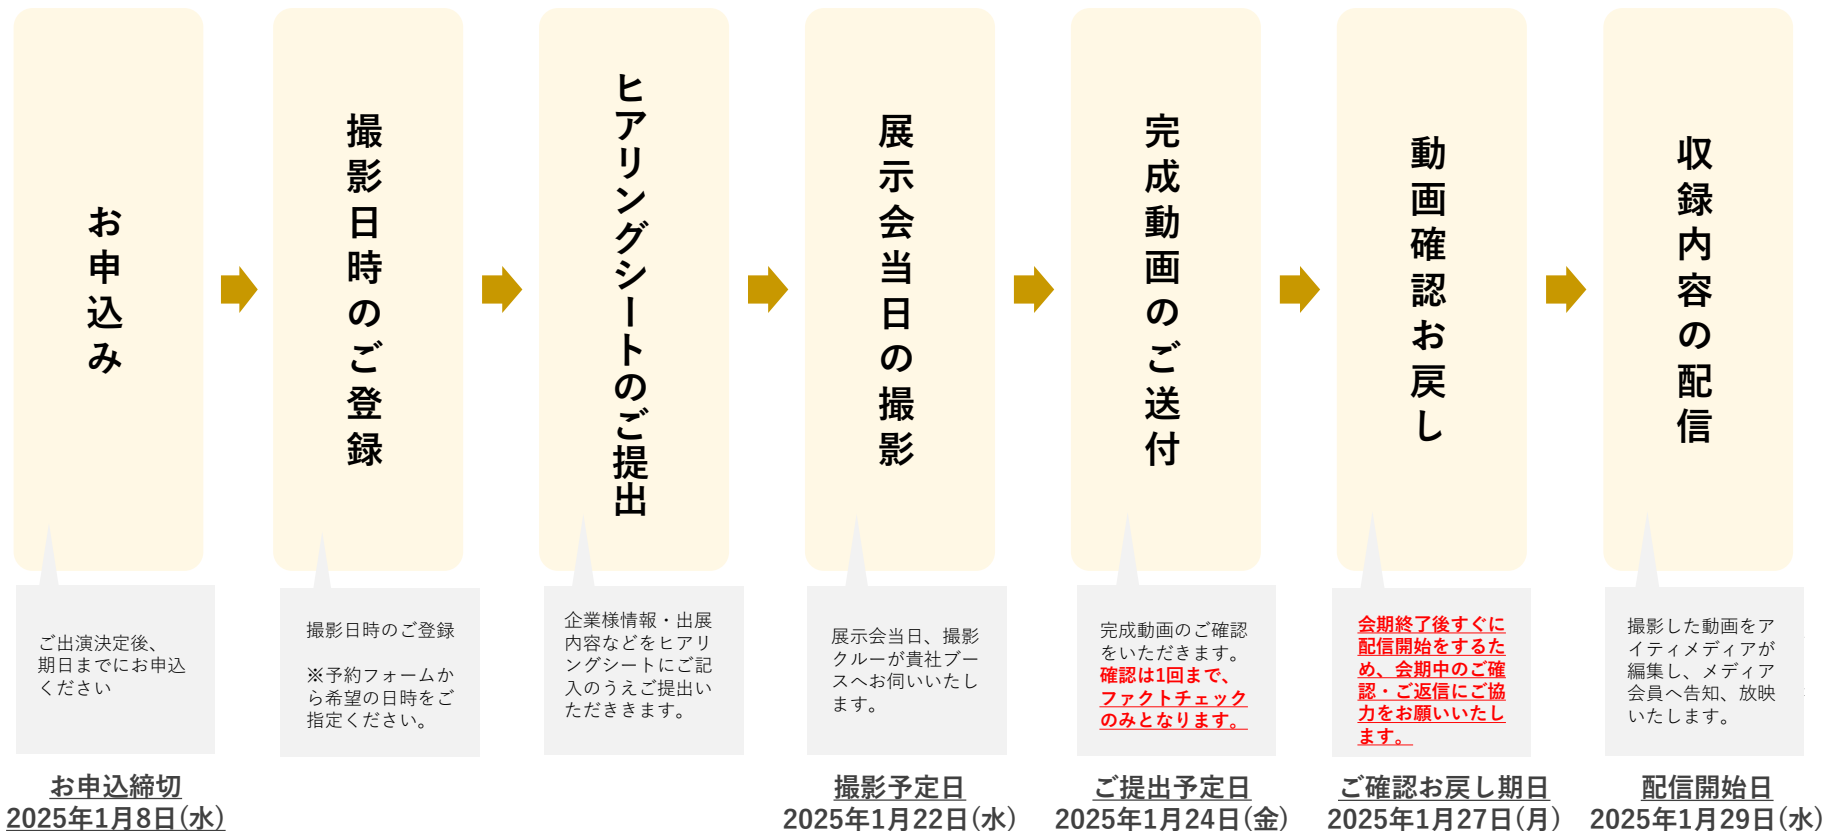 お申込み
撮影日時のご登録
ヒアリングシートのご提出
展示会当日の撮影
完成動画のご送付
動画確認お戻し
収録内容の配信
ご出演決定後、
期日までにお申込
ください
撮影日時のご登録
※予約フォームか
ら希望の日時をご
指定ください。
企業様情報・出展
内容などをヒアリ
ングシートにご記
入のうえご提出い
ただききます。
展示会当日、撮影
クルーが貴社ブー
スへお伺いいたし
ます。
完成動画のご確認
をいただきます。
確認は1回まで、
ファクトチェック
のみとなります。
会期終了後すぐに
配信開始をするた
め、会期中のご確
認・ご返信にご協
力をお願いいたし
ます。
撮影した動画をア
イティメディアが
編集し、メディア
会員へ告知、放映
いたします。
お申込締切
2025年1月8日(水)
撮影予定日
2025年1月22日(水)
ご提出予定日
2025年1月24日(金)
ご確認お戻し期日
2025年1月27日(月)
配信開始日
2025年1月29日(水)